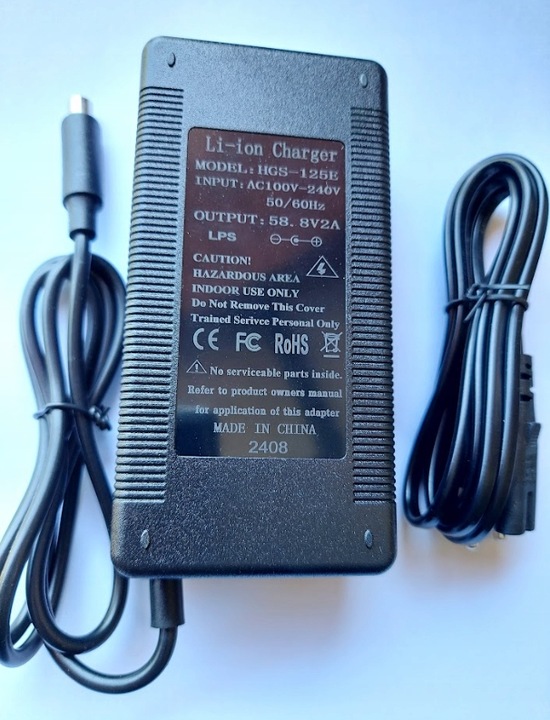 Li-ion Charger
MODEL: HGS-125E
INPUT: AC100V-240V
50/60Hz
OUTPUT: 58.8V2A
LPS
CAUTION!
HAZARDOUS AREA
INDOOR USE ONLY
Do Not Remove This Cover
Trained Serivce Personal Only
CE FC RoHS
No serviceable parts inside.
Refer to product owners manual
for application of this adapter
MADE IN CHINA
2408